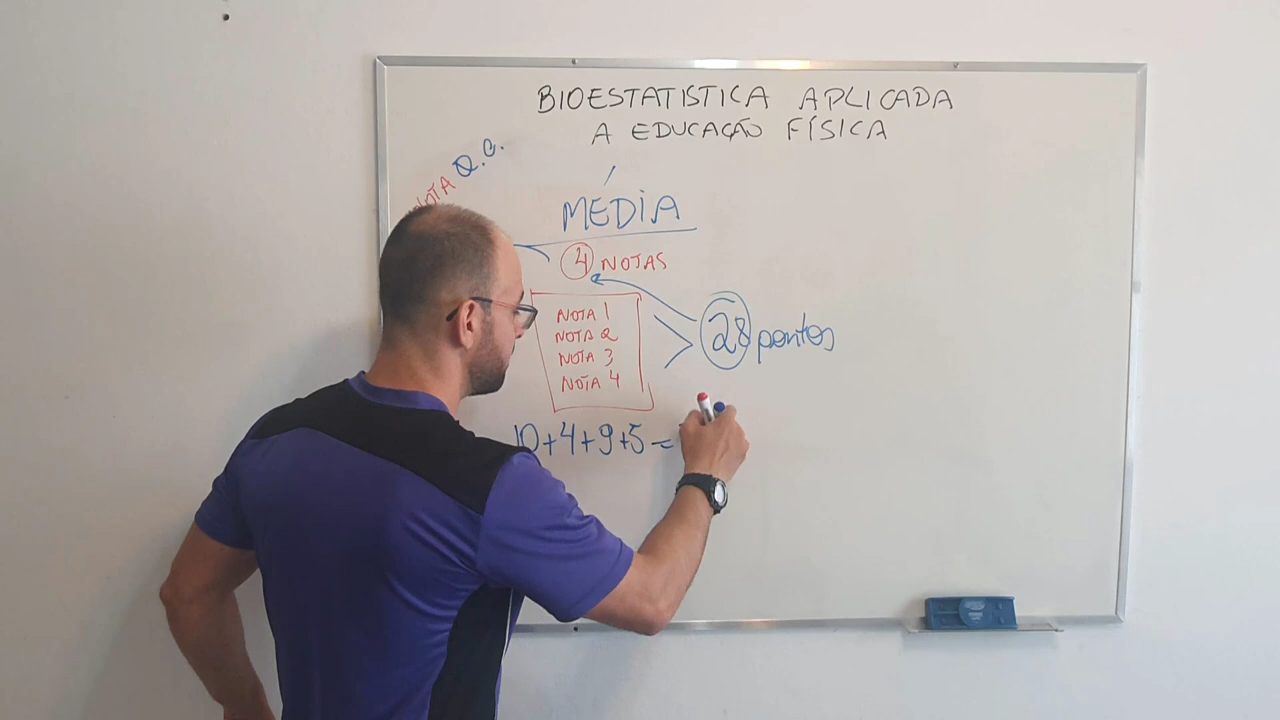 BIOESTATISTICA APLICADA
A EDUCAÇÃO FÍSICA
NOTA Q.C.
MÉDIA
4 NOTAS
NOTA 1
NOTA 2
NOTA 3
NOTA 4
28 pontos
10+4+9+5=